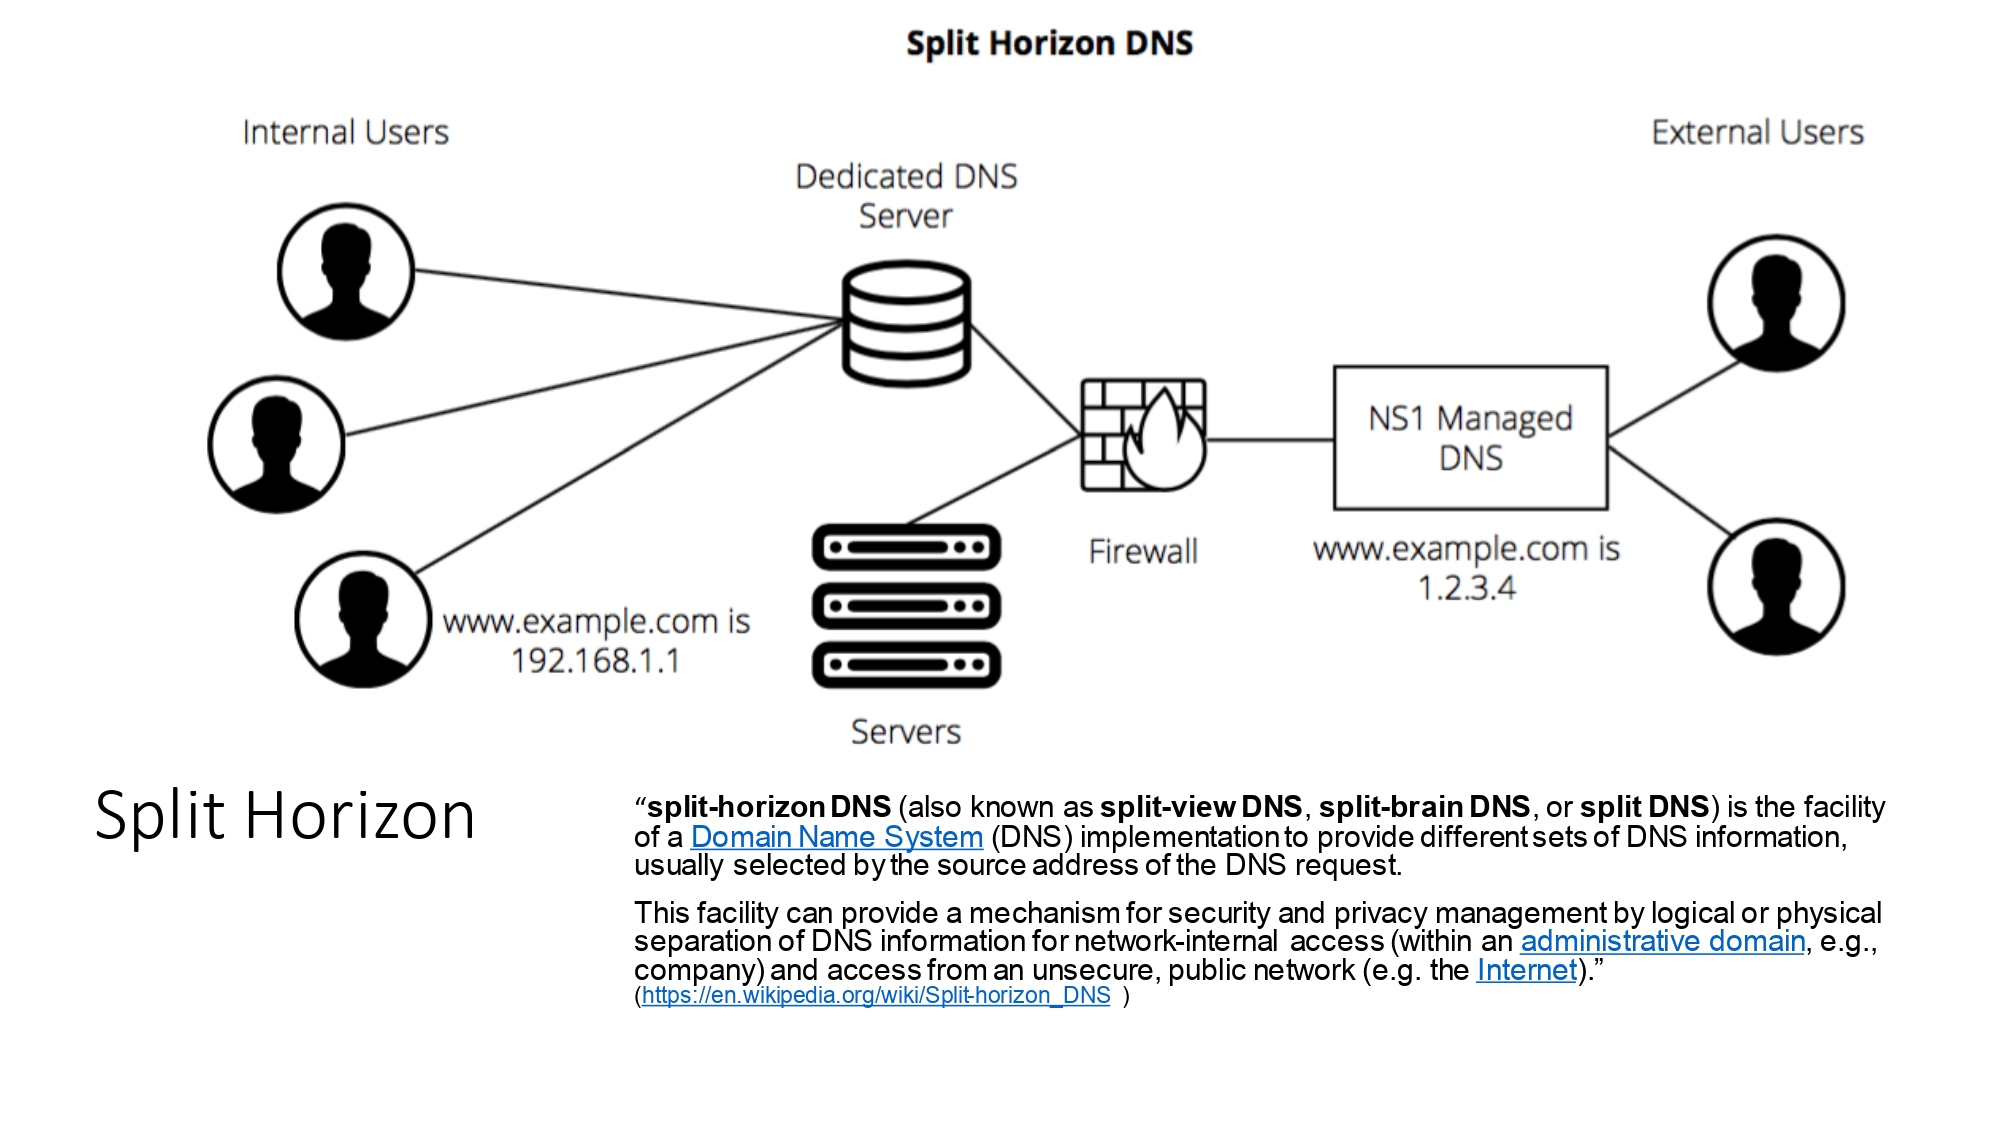 Split Horizon DNS
Internal Users
External Users
Dedicated DNS
Server
NS1 Managed
DNS
Firewall
www.example.com is
1.2.3.4
www.example.com is
192.168.1.1
Servers
Split Horizon
“split-horizon DNS (also known as split-view DNS, split-brain DNS, or split DNS) is the facility
of a Domain Name System (DNS) implementation to provide different sets of DNS information,
usually selected by the source address of the DNS request.
This facility can provide a mechanism for security and privacy management by logical or physical
separation of DNS information for network-internal access (within an administrative domain, e.g.,
company) and access from an unsecure, public network (e.g. the Internet).”
(https://en.wikipedia.org/wiki/Split-horizon_DNS )